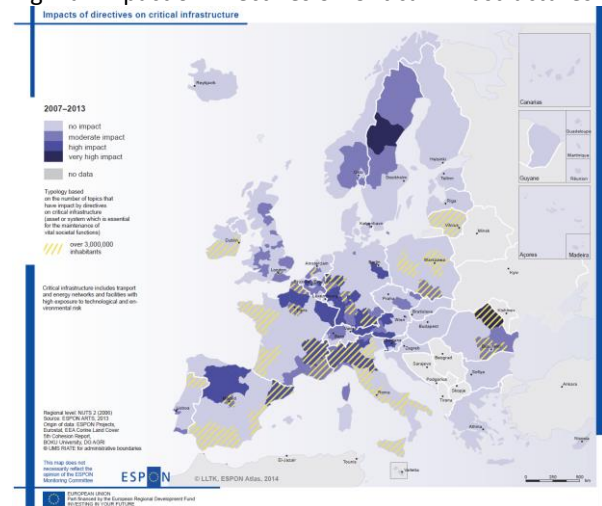 Impacts of directives on critical infrastructure
2007–2013
no impact
moderate impact
high impact
very high impact
no data
Typology based
on the number of topics that
have impact by directives
on critical infrastructure
(asset or system which is essential
for the maintenance of
vital societal functions)
over 3,000,000
inhabitants
Critical infrastructure includes tranport
and energy networks and facilities with
high exposure to technological and en-
vironmental risk
Regional level: NUTS 2 (2006)
Source: ESPON ARTS, 2013
Origin of data: ESPON Projects,
Eurostat, EEA Corine Land Cover
5th Cohesion Report,
BOKU University, DG AGRI
© UMS RIATE for administrative boundaries
This map does not
necessarily reflect the
opinion of the ESPON
Monitoring Committee
ESPON
© LLTK, ESPON Atlas, 2014
EUROPEAN UNION
Part-financed by the European Regional Development Fund
INVESTING IN YOUR FUTURE
Reykjavik
Canarias
Guadeloupe
Martinique
Guyane
Réunion
Açores
Madeira
Helsinki
Tallinn
Stockholm
Riga
Vilnius
Minsk
Dublin
London
Warszawa
Kyiv
Praha
Wien
Bratislava
Budapest
Zagreb
Beograd
Sarajevo
Sofiya
Skopje
Tirana
Ankara
Roma
Athina
Tunis
Valletta